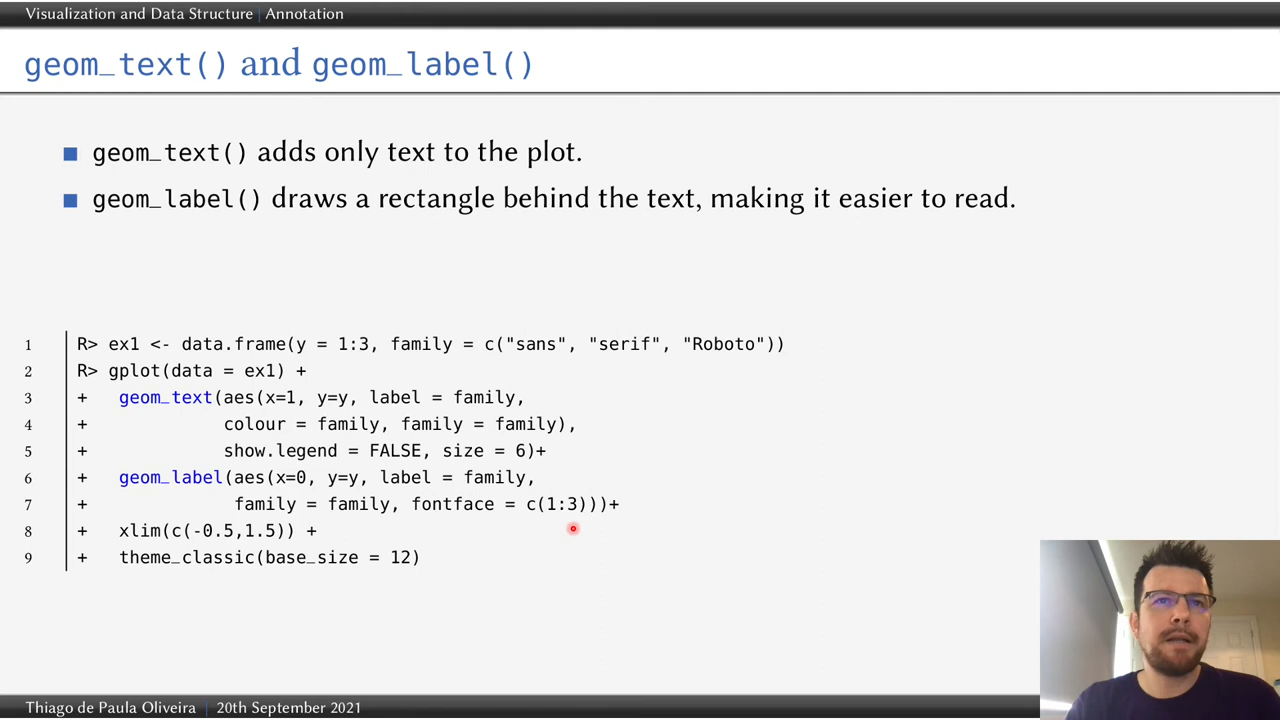 Visualization and Data Structure | Annotation
geom_text() and geom_label()
geom_text() adds only text to the plot.
geom_label() draws a rectangle behind the text, making it easier to read.
1 R> ex1 <- data.frame(y = 1:3, family = c("sans", "serif", "Roboto"))
2 R> gplot(data = ex1) +
3 +   geom_text(aes(x=1, y=y, label = family,
4 +             colour = family, family = family),
5 +             show.legend = FALSE, size = 6)+
6 +   geom_label(aes(x=0, y=y, label = family,
7 +              family = family, fontface = c(1:3)))+
8 +   xlim(c(-0.5,1.5)) +
9 +   theme_classic(base_size = 12)
Thiago de Paula Oliveira | 20th September 2021